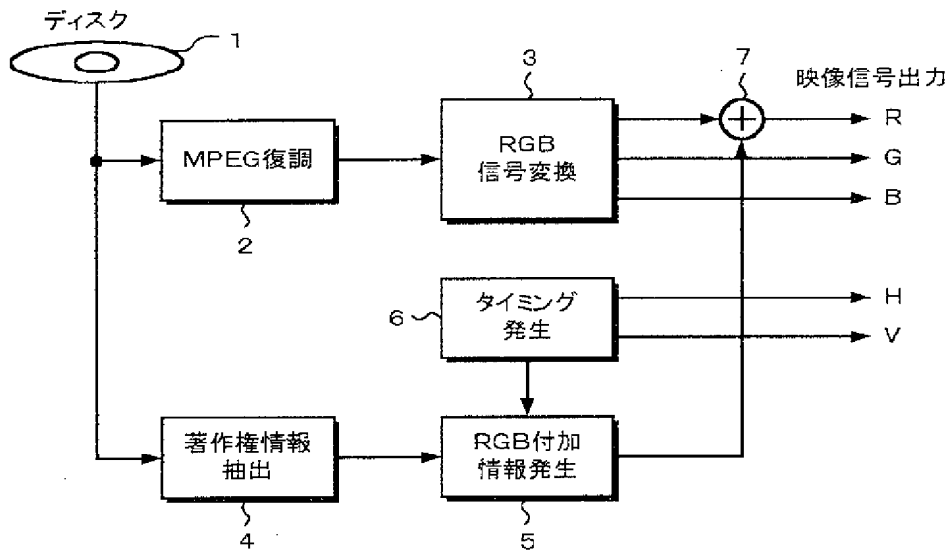 ディスク
1
3
7
映像信号出力
MPEG復調
2
RGB
信号変換
R
G
B
6
タイミング
発生
H
V
著作権情報
抽出
4
RGB付加
情報発生
5